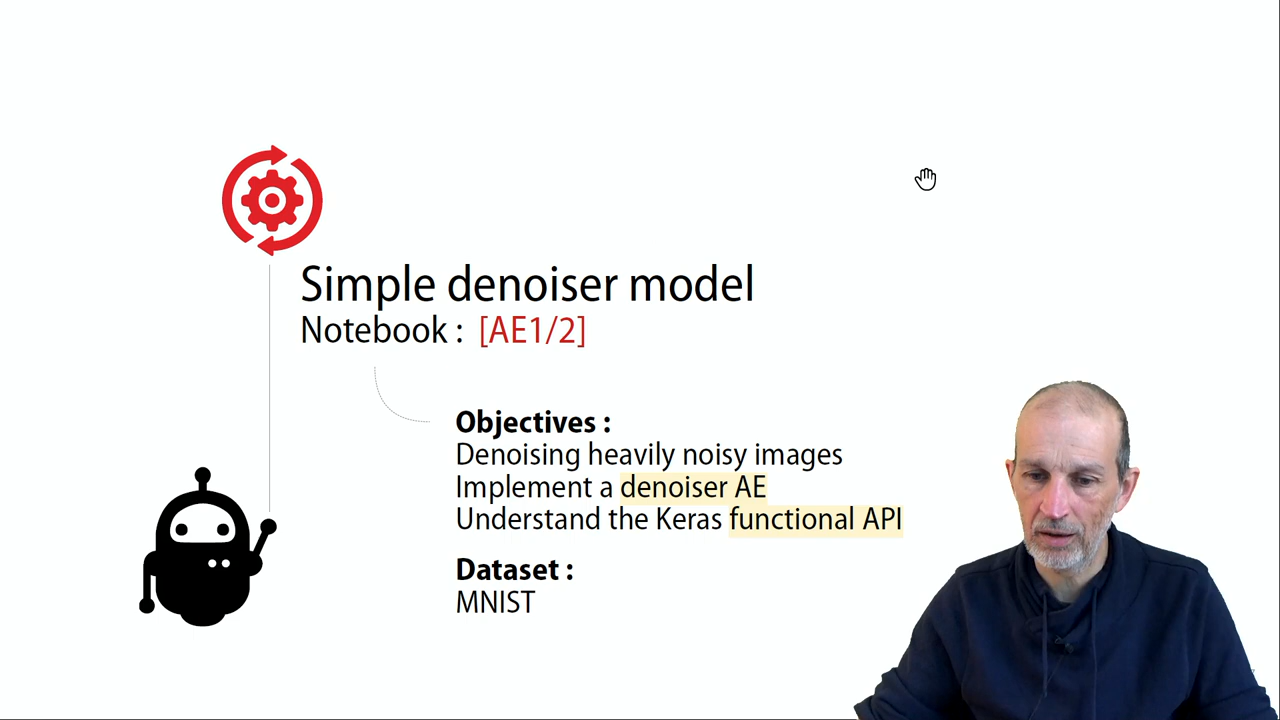 Simple denoiser model
Notebook : [AE1/2]
Objectives :
Denoising heavily noisy images
Implement a denoiser AE
Understand the Keras functional API
Dataset :
MNIST